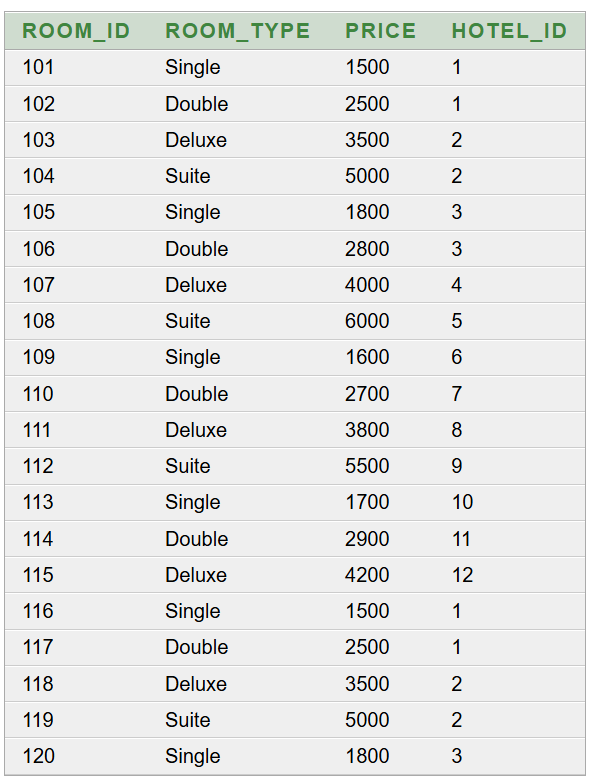 ROOM_ID ROOM_TYPE PRICE HOTEL_ID
101 Single 1500 1
102 Double 2500 1
103 Deluxe 3500 2
104 Suite 5000 2
105 Single 1800 3
106 Double 2800 3
107 Deluxe 4000 4
108 Suite 6000 5
109 Single 1600 6
110 Double 2700 7
111 Deluxe 3800 8
112 Suite 5500 9
113 Single 1700 10
114 Double 2900 11
115 Deluxe 4200 12
116 Single 1500 1
117 Double 2500 1
118 Deluxe 3500 2
119 Suite 5000 2
120 Single 1800 3